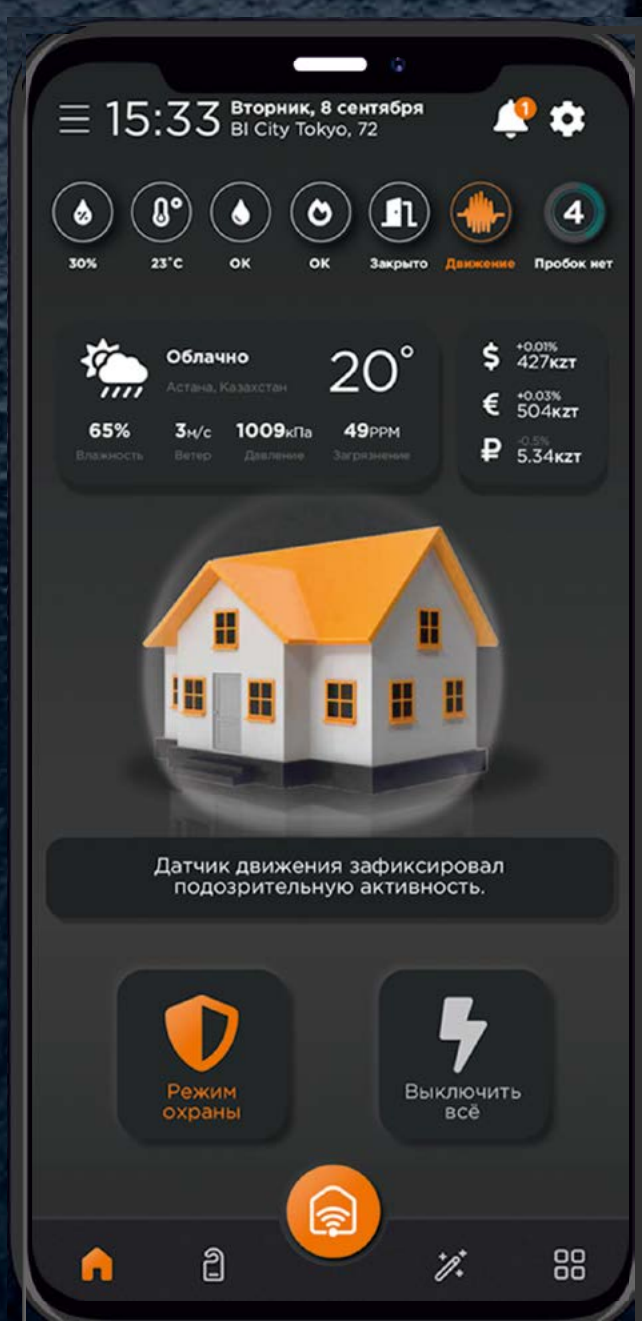 15:33
Вторник, 8 сентября
BI City Tokyo, 72
1
30%
23°C
ОК
ОК
Закрыто
Движение
4
Пробок нет
Облачно
Астана, Казахстан
20°
65%
Влажность
3м/с
Ветер
1009кПа
Давление
49PPM
Загрязнение
$ +0.01%
427KZT
€ +0.03%
504KZT
₽ -0.5%
5.34KZT
Датчик движения зафиксировал
подозрительную активность.
Режим
охраны
Выключить
всё